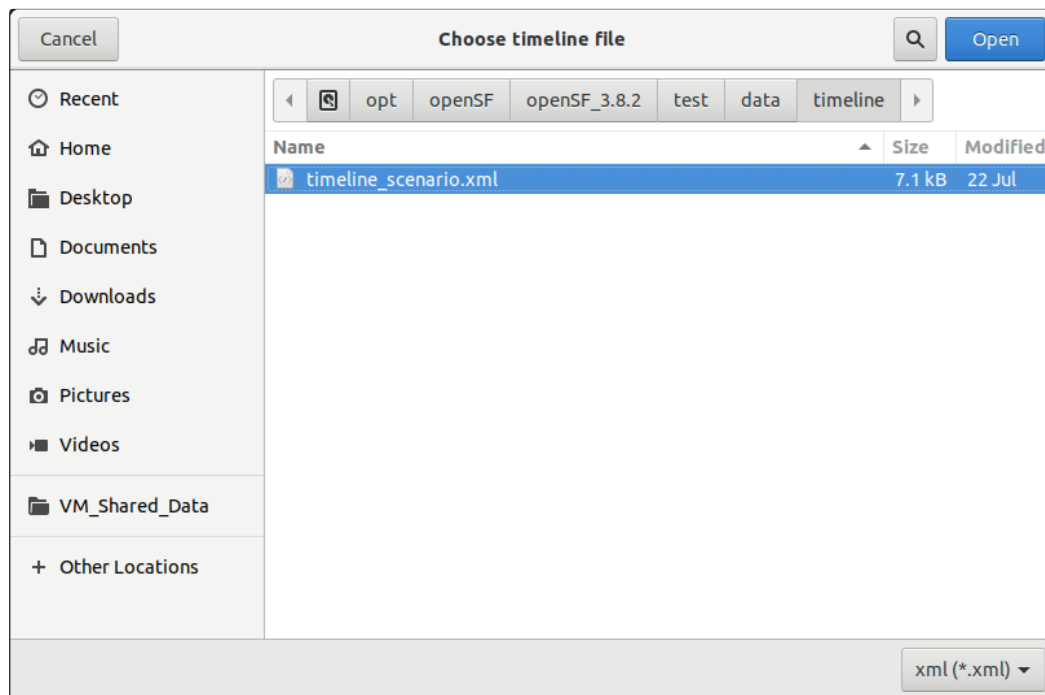 Cancel Choose timeline file Open
Recent
Home
Desktop
Documents
Downloads
Music
Pictures
Videos
VM_Shared_Data
Other Locations
opt openSF openSF_3.8.2 test data timeline
Name Size Modified
timeline_scenario.xml 7.1 kB 22 Jul
xml (*.xml)